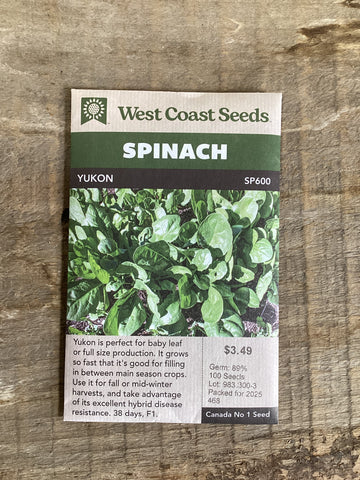 West Coast Seeds
SPINACH
YUKON
SP600
Yukon is perfect for baby leaf
or full size production. It grows
so fast that it's good for filling
in between main season crops.
Use it for fall or mid-winter
harvests, and take advantage
of its excellent hybrid disease
resistance. 38 days, F1.
$3.49
Germ: 89%
100 Seeds
Lot: 983.300-3
Packed for 2025
468
Canada No 1 Seed